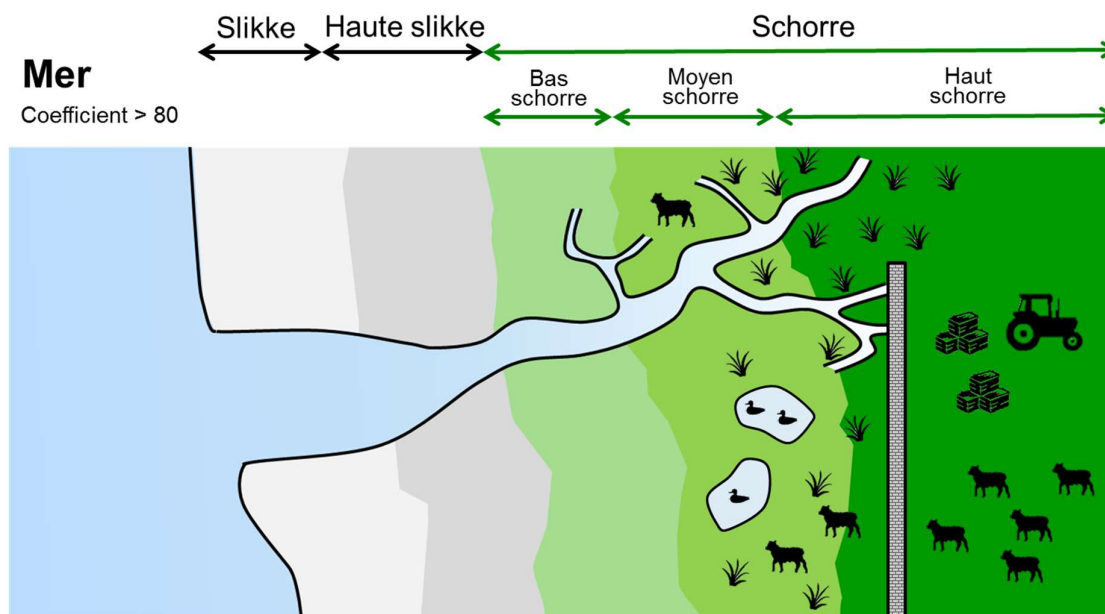 Slikke
Haute slikke
Schorre
Mer
Coefficient > 80
Bas
schorre
Moyen
schorre
Haut
schorre